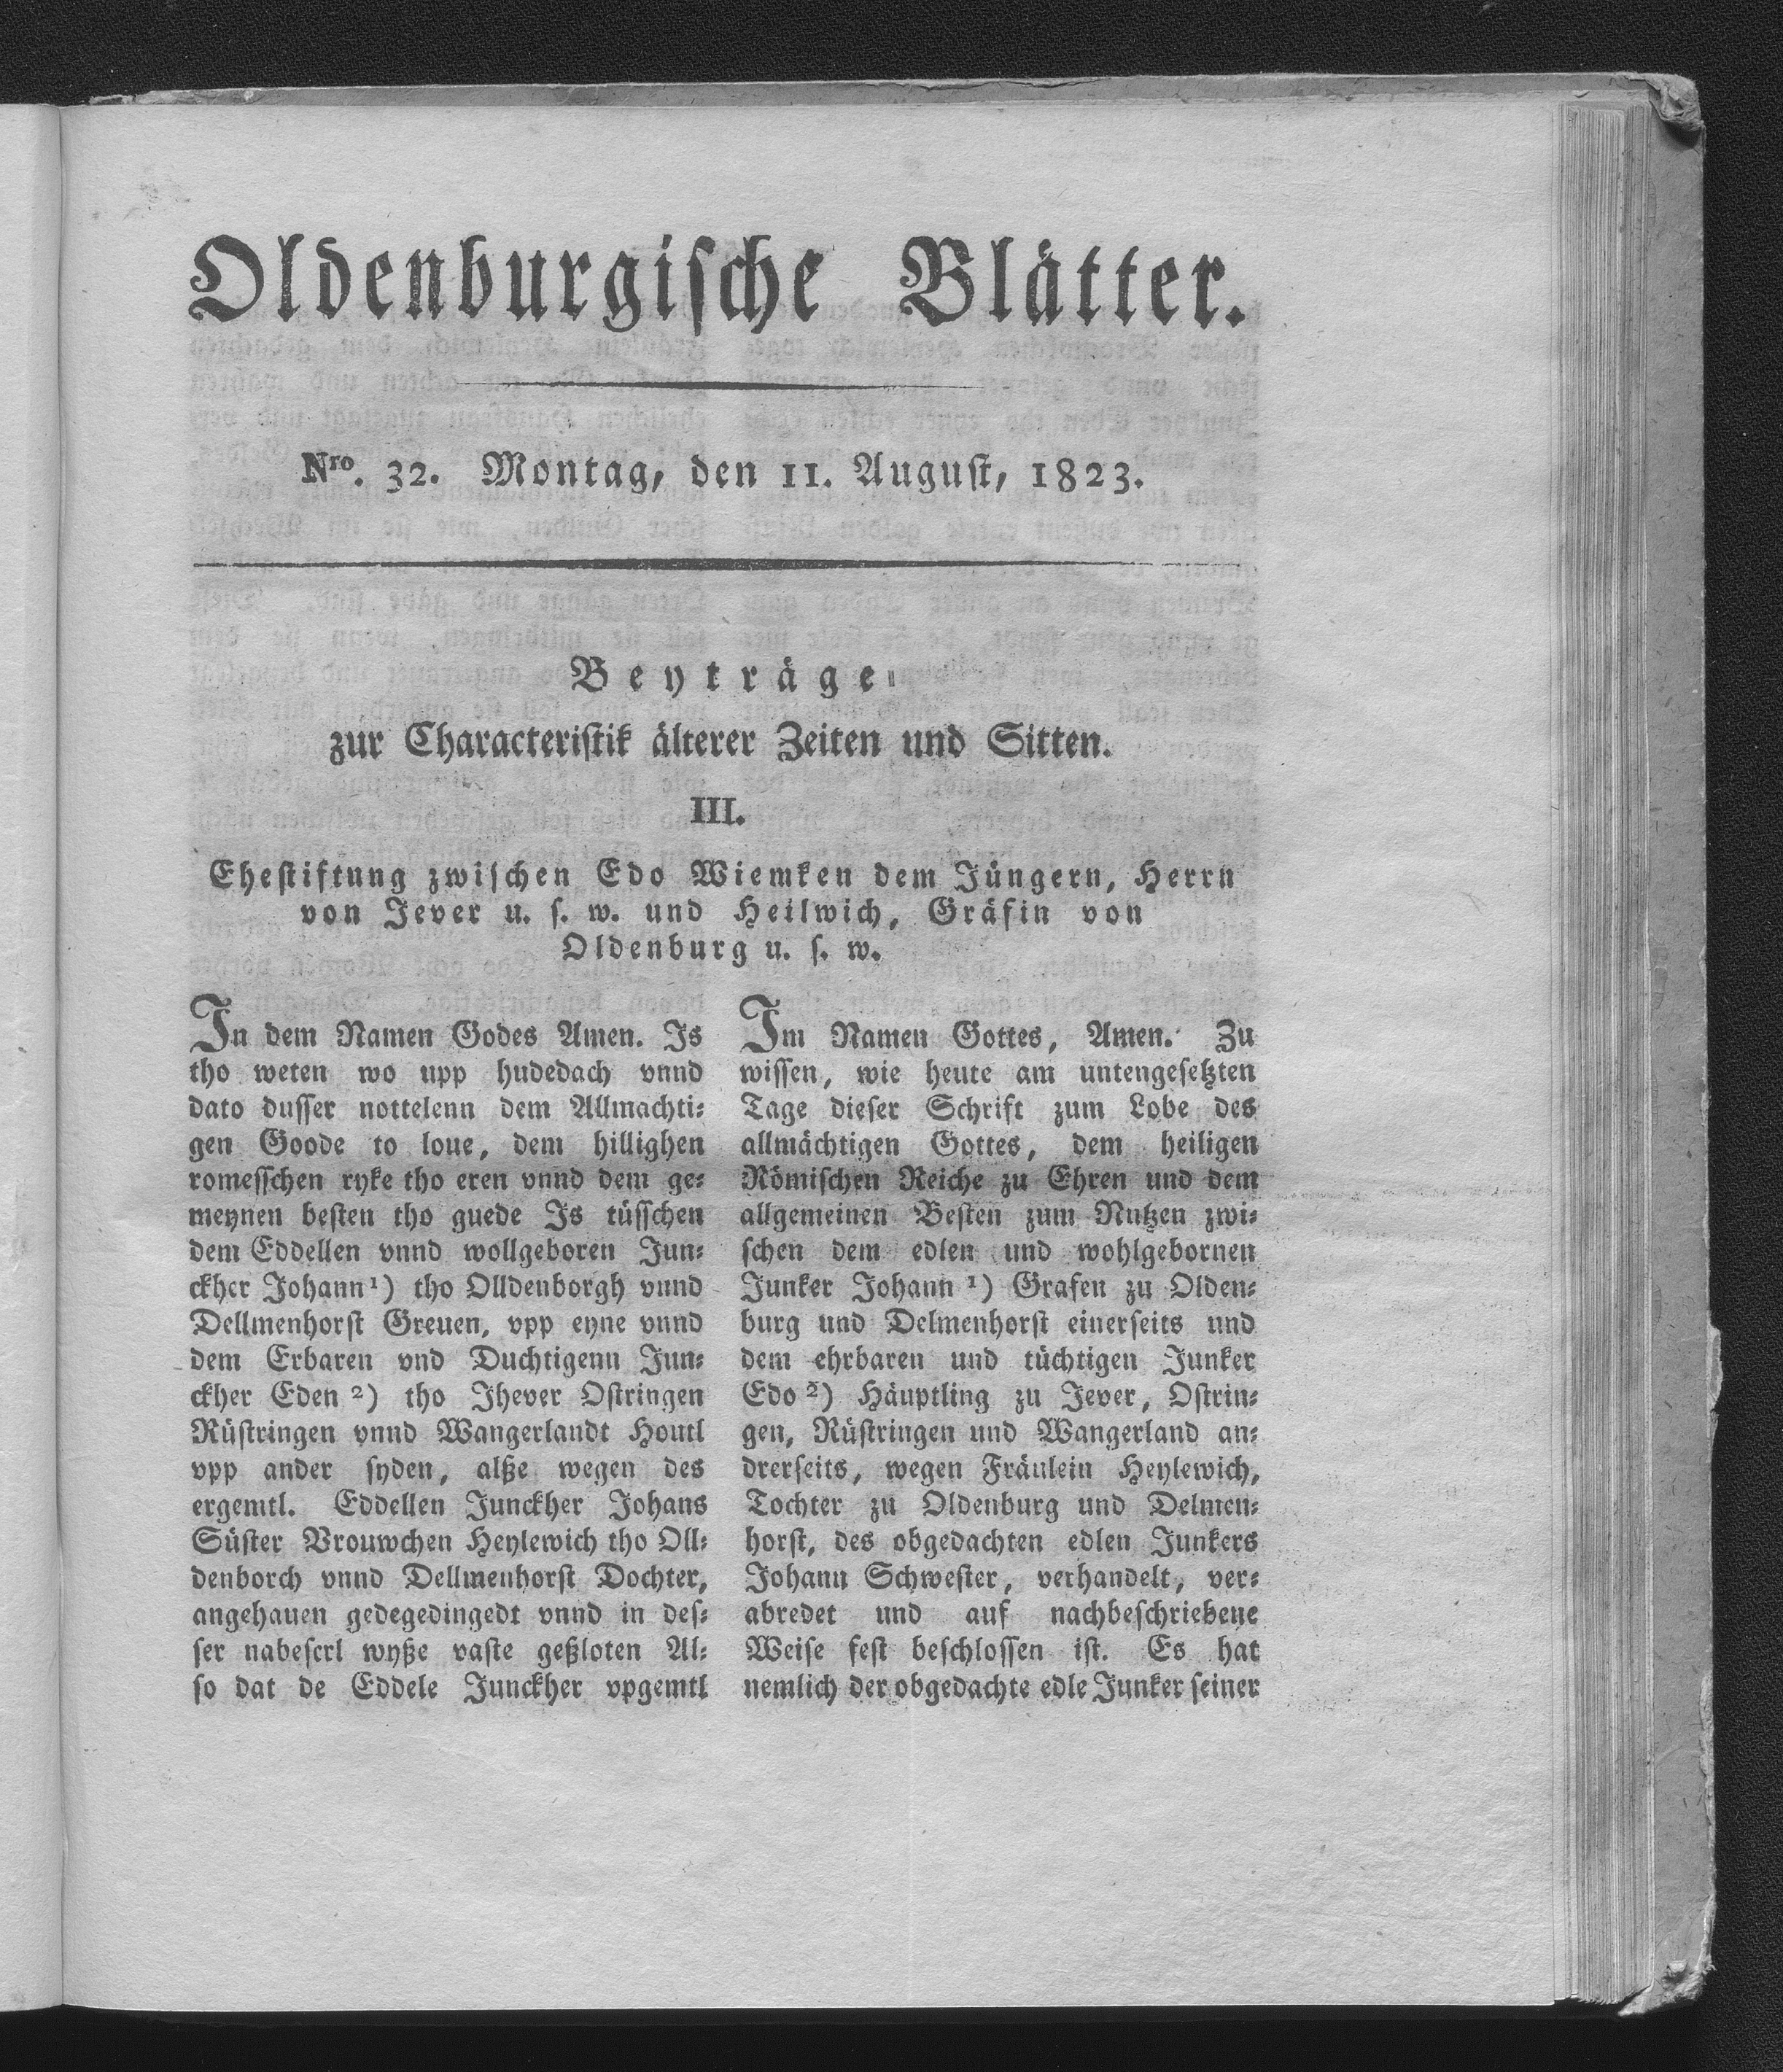 Oldenburgische Blätter.
Nro. 32. Montag, den 11. August, 1823.
Beyträge
zur Characteristik älterer Zeiten und Sitten.
III.
Ehestiftung zwischen Edo Wiemken dem Jüngern, Herrn
von Jever u. s. w. und Heilwich, Gräfin von
Oldenburg u. s. w.
In dem Namen Godes Amen. Is
tho weten wo upp hudedach vnnd
dato dusser nottelenn dem Allmachti-
gen Goode to loue, dem hillighen
romesschen ryke tho eren vnnd dem ge-
meynen besten tho guede Is tüsschen
dem Eddellen vnnd wollgeboren Jun-
ckher Johann 1) tho Olldenborgh vnnd
Dellmenhorst Greuen, vpp eyne vnnd
dem Erbaren vnd Duchtigenn Jun-
ckher Eden 2) tho Jhever Ostringen
Rüstringen vnnd Wangerlandt Houtl
vpp ander syden, alße wegen des
ergemtl. Eddellen Junckher Johans
Süster Vrouwchen Heylewich tho Oll-
denborch vnnd Dellmenhorst Dochter,
angehauen gedegedingedt vnnd in des-
ser nabescrl wyße vaste geßloten Al-
so dat de Eddele Junckher vpgemtl
Im Namen Gottes, Amen. Zu
wissen, wie heute am untengesetzten
Tage dieser Schrift zum Lobe des
allmächtigen Gottes, dem heiligen
Römischen Reiche zu Ehren und dem
allgemeinen Besten zum Nutzen zwi-
schen dem edlen und wohlgebornen
Junker Johann 1) Grafen zu Olden-
burg und Delmenhorst einerseits und
dem ehrbaren und tüchtigen Junker
Edo 2) Häuptling zu Jever, Ostrin-
gen, Rüstringen und Wangerland an-
drerseits, wegen Fräulein Heylewich,
Tochter zu Oldenburg und Delmen-
horst, des obgedachten edlen Junkers
Johann Schwester, verhandelt, ver-
abredet und auf nachbeschriebene
Weise fest beschlossen ist. Es hat
nemlich der obgedachte edle Junker seiner